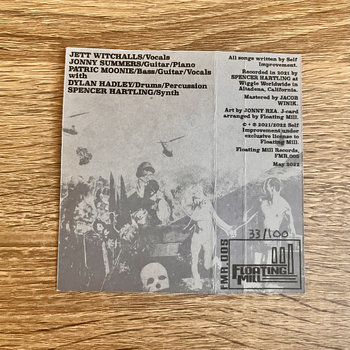 JETT WITCHALLS/Vocals
JONNY SUMMERS/Guitar/Piano
PATRIC MOONIE/Bass/Guitar/Vocals
with
DYLAN HADLEY/Drums/Percussion
SPENCER HARTLING/Synth
All songs written by Self
Improvement.
Recorded in 2021 by
SPENCER HARTLING at
Wiggle Worldwide in
Altadena, California.
Mastered by JACOB
WINIK.
Art by JONNY RZA. J-card
arranged by Floating Mill.
© + ℗ 2021/2022 Self
Improvement under
exclusive license to
Floating Mill.
Floating Mill Records,
FMR.005
May 2022
33/100
FMR.005
FLOATING
MILL